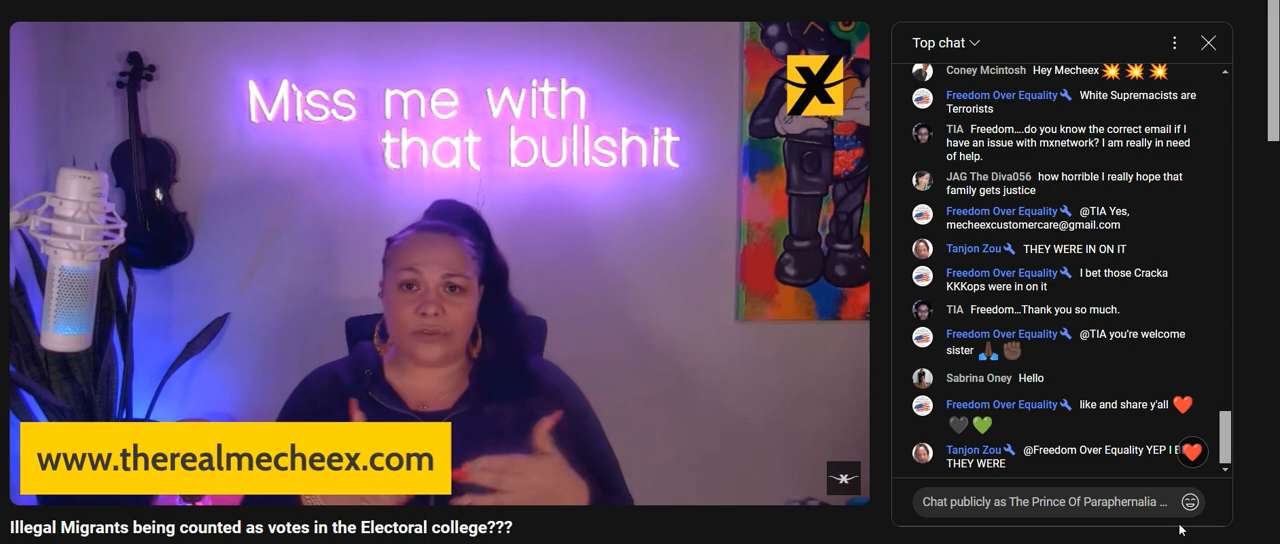 Miss me with
that bullshit
X
www.therealmecheex.com
Illegal Migrants being counted as votes in the Electoral college???
Top chat
Coney Mcintosh Hey Mecheex 💥 💥 💥
Freedom Over Equality White Supremacists are
Terrorists
TIA Freedom....do you know the correct email if I
have an issue with mxnetwork? I am really in need
of help.
JAG The Diva056 how horrible I really hope that
family gets justice
Freedom Over Equality @TIA Yes,
mecheexcustomercare@gmail.com
Tanjon Zou THEY WERE IN ON IT
Freedom Over Equality I bet those Cracka
KKKops were in on it
TIA Freedom...Thank you so much.
Freedom Over Equality @TIA you're welcome
sister 🙏🏿 ✊🏿
Sabrina Oney Hello
Freedom Over Equality like and share y'all ❤️
🖤 💚
Tanjon Zou @Freedom Over Equality YEP I
THEY WERE
Chat publicly as The Prince Of Paraphernalia ...